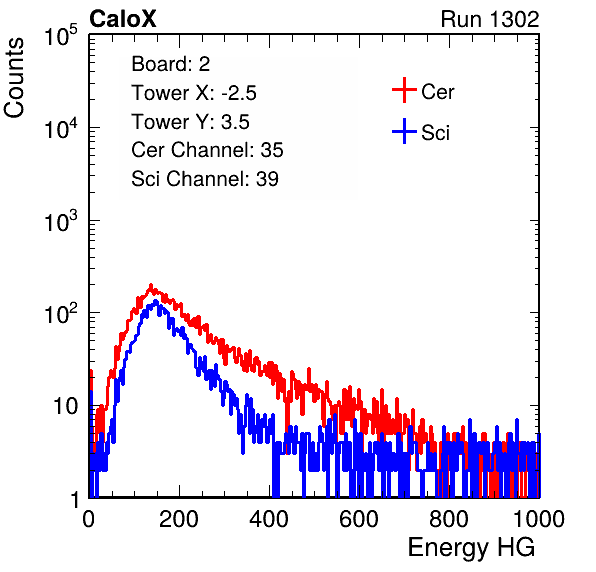 CaloX Run 1302
Counts
Board: 2
Tower X: -2.5
Tower Y: 3.5
Cer Channel: 35
Sci Channel: 39
Cer
Sci
10^5
10^4
10^3
10^2
10
1
0 200 400 600 800 1000
Energy HG